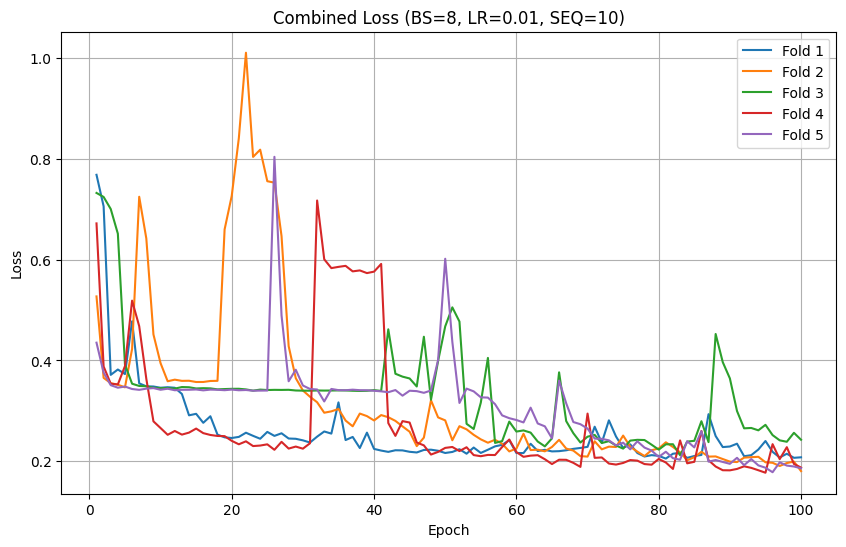 Combined Loss (BS=8, LR=0.01, SEQ=10)
Fold 1
Fold 2
Fold 3
Fold 4
Fold 5
Loss
1.0
0.8
0.6
0.4
0.2
0
20
40
60
80
100
Epoch